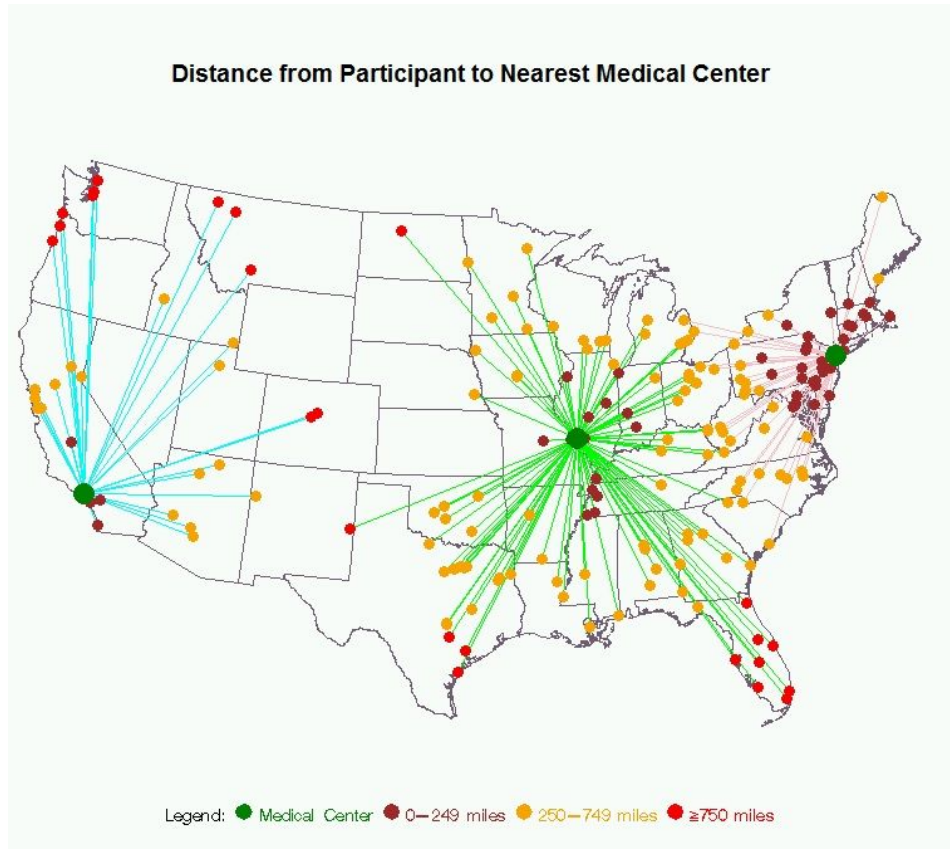 Distance from Participant to Nearest Medical Center
Legend: Medical Center 0–249 miles 250–749 miles ≥750 miles